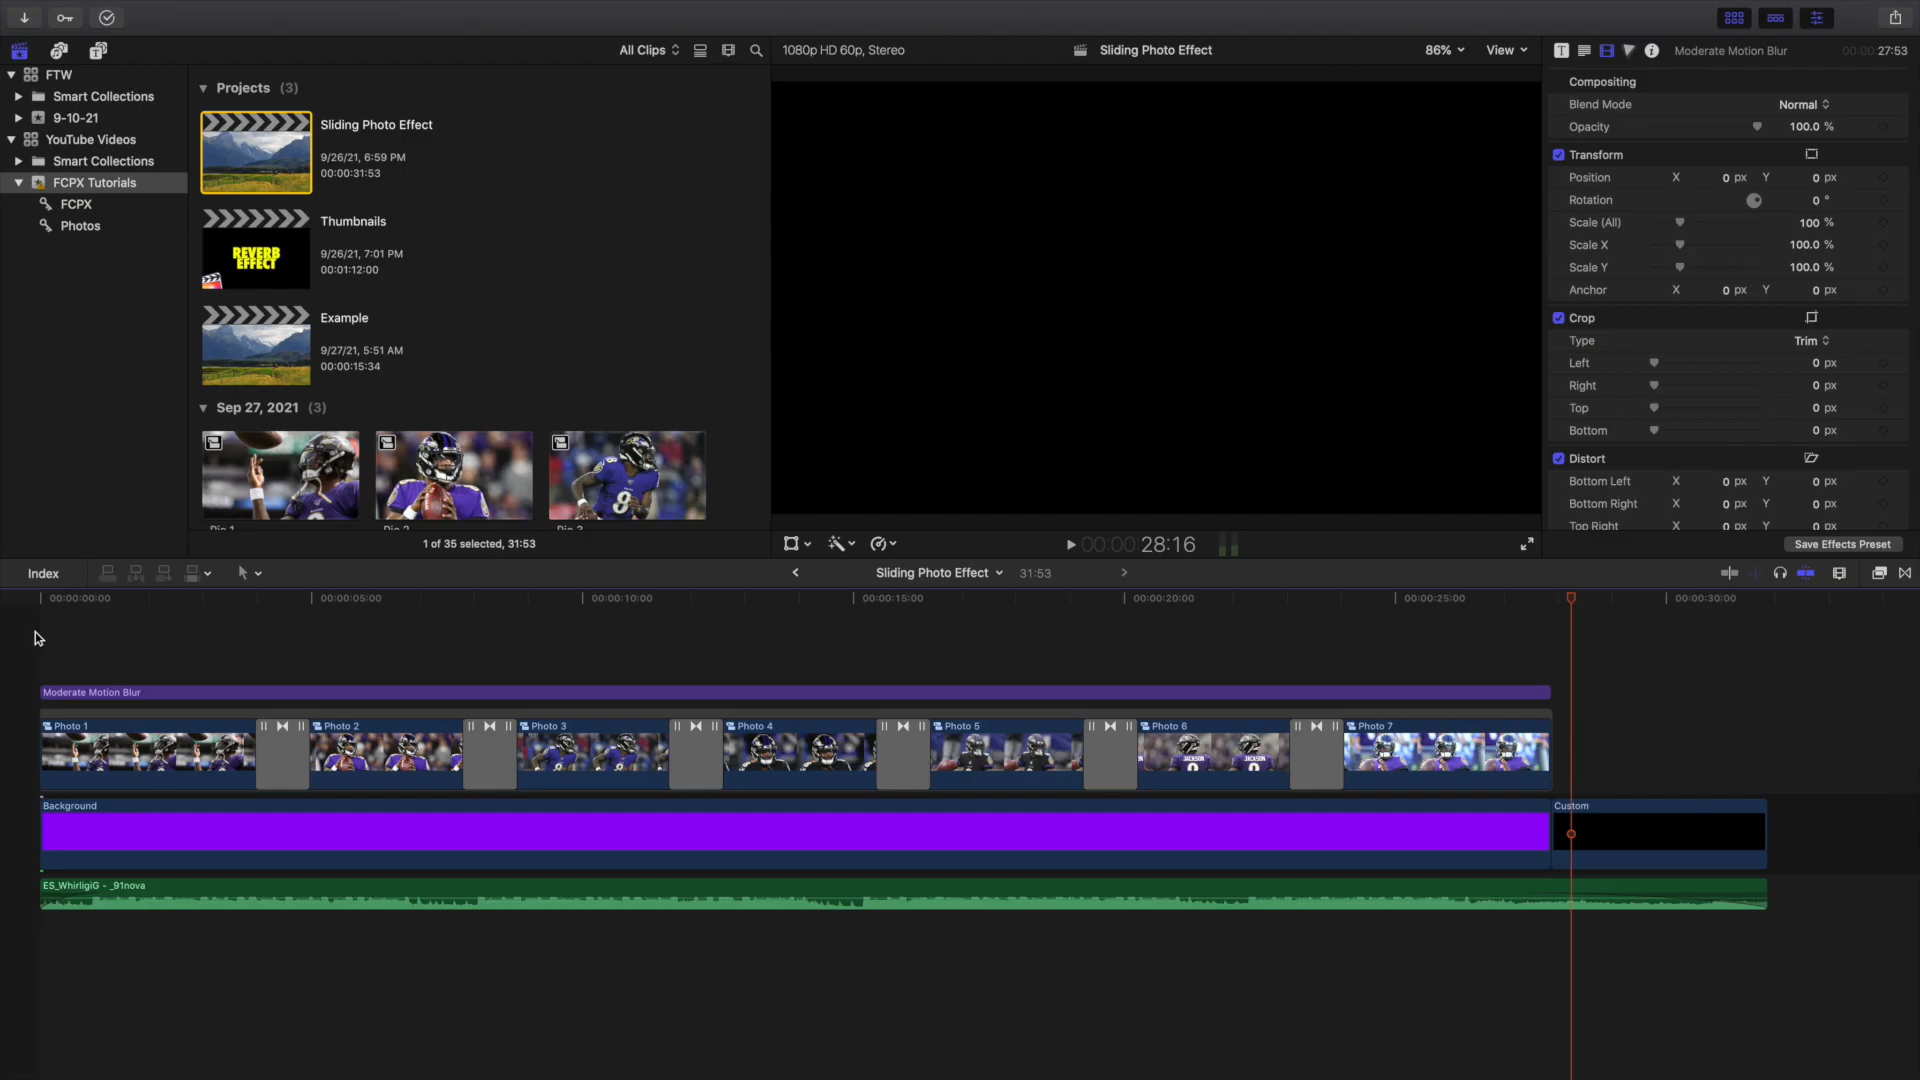 All Clips
1080p HD 60p, Stereo
Sliding Photo Effect
86%
View
Moderate Motion Blur
00:00:27:53
FTW
Smart Collections
9-10-21
YouTube Videos
Smart Collections
FCPX Tutorials
FCPX
Photos
Projects (3)
Sliding Photo Effect
9/26/21, 6:59 PM
00:00:31:53
REVERB
EFFECT
Thumbnails
9/26/21, 7:01 PM
00:01:12:00
Example
9/27/21, 5:51 AM
00:00:15:34
Sep 27, 2021 (3)
8
Pic 1
Pic 2
Pic 3
1 of 35 selected, 31:53
00:00:28:16
Compositing
Blend Mode Normal
Opacity 100.0 %
Transform
Position X 0 px Y 0 px
Rotation 0 °
Scale (All) 100 %
Scale X 100.0 %
Scale Y 100.0 %
Anchor X 0 px Y 0 px
Crop
Type Trim
Left 0 px
Right 0 px
Top 0 px
Bottom 0 px
Distort
Bottom Left X 0 px Y 0 px
Bottom Right X 0 px Y 0 px
Top Right X 0 px Y 0 px
Save Effects Preset
Index
Sliding Photo Effect
31:53
00:00:00:00
00:00:05:00
00:00:10:00
00:00:15:00
00:00:20:00
00:00:25:00
00:00:30:00
Moderate Motion Blur
Photo 1
Photo 2
Photo 3
Photo 4
Photo 5
Photo 6
Photo 7
JACKSON
JACKSON
Background
Custom
ES_WhirligiG - _91nova